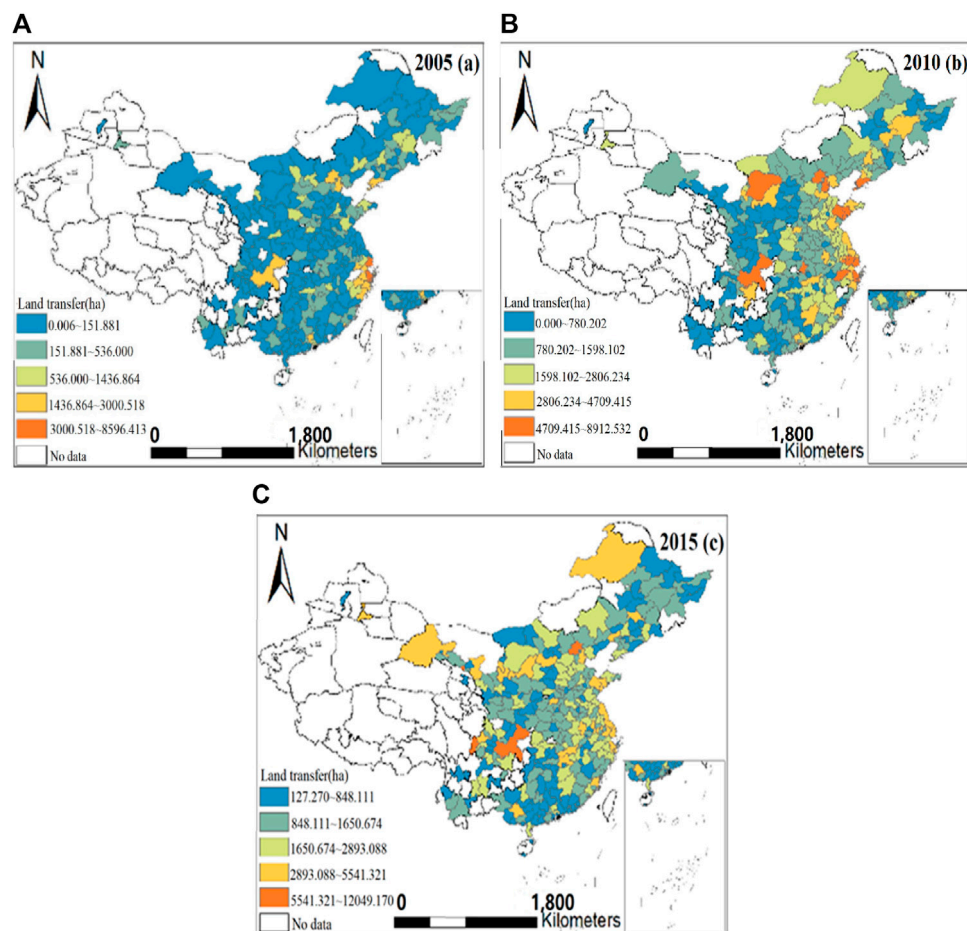 A
N
2005 (a)
Land transfer(ha)
0.006~151.881
151.881~536.000
536.000~1436.864
1436.864~3000.518
3000.518~8596.413
No data
0 1,800
Kilometers
B
N
2010 (b)
Land transfer(ha)
0.000~780.202
780.202~1598.102
1598.102~2806.234
2806.234~4709.415
4709.415~8912.532
No data
0 1,800
Kilometers
C
N
2015 (c)
Land transfer(ha)
127.270~848.111
848.111~1650.674
1650.674~2893.088
2893.088~5541.321
5541.321~12049.170
No data
0 1,800
Kilometers